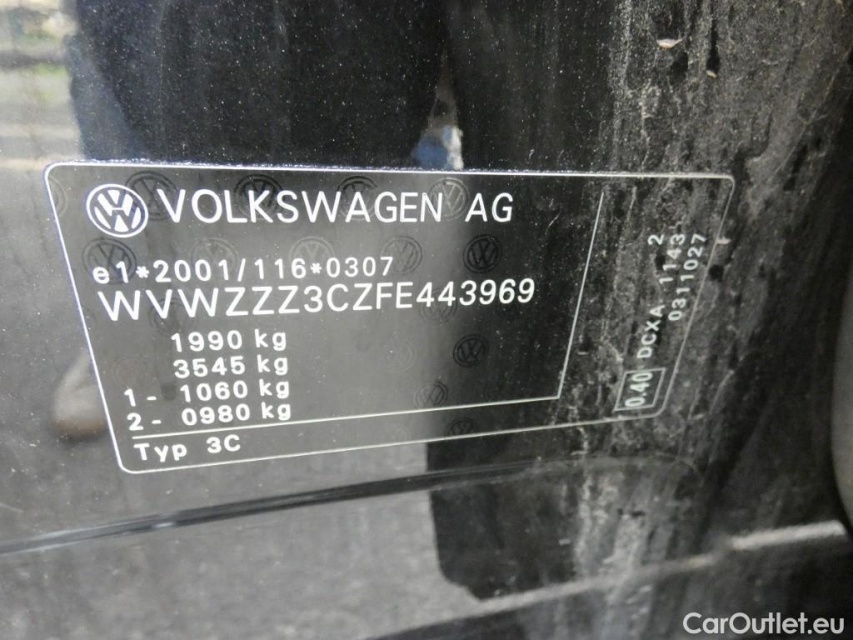 VOLKSWAGEN AG
e1*2001/116*0307
WVWZZZ3CZFE443969
1990 kg
3545 kg
1- 1060 kg
2- 0980 kg
Typ 3C
0.40 DCXA 1143 2
0311027
CarOutlet.eu